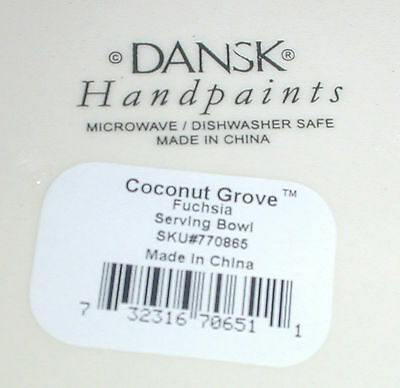 © DANSK®
Handpaints
MICROWAVE / DISHWASHER SAFE
MADE IN CHINA
Coconut Grove™
Fuchsia
Serving Bowl
SKU#770865
Made In China
7 32316 70651 1